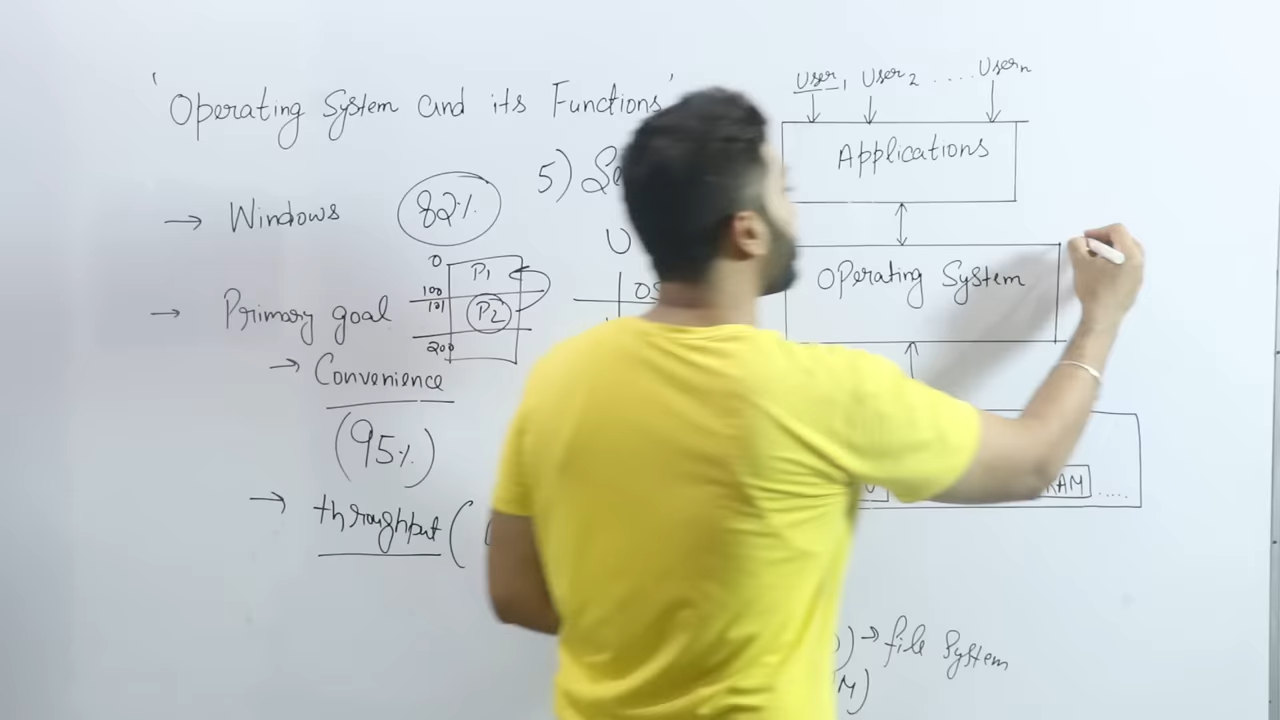 'Operating System and its Functions'
→ Windows 82%
→ Primary goal
→ Convenience
(95%)
→ throughput (
0 P1
100
101 P2
200
5) Se
U
OS
User1 User2 ..... Usern
Applications
Operating System
RAM .....
) → file System
M)